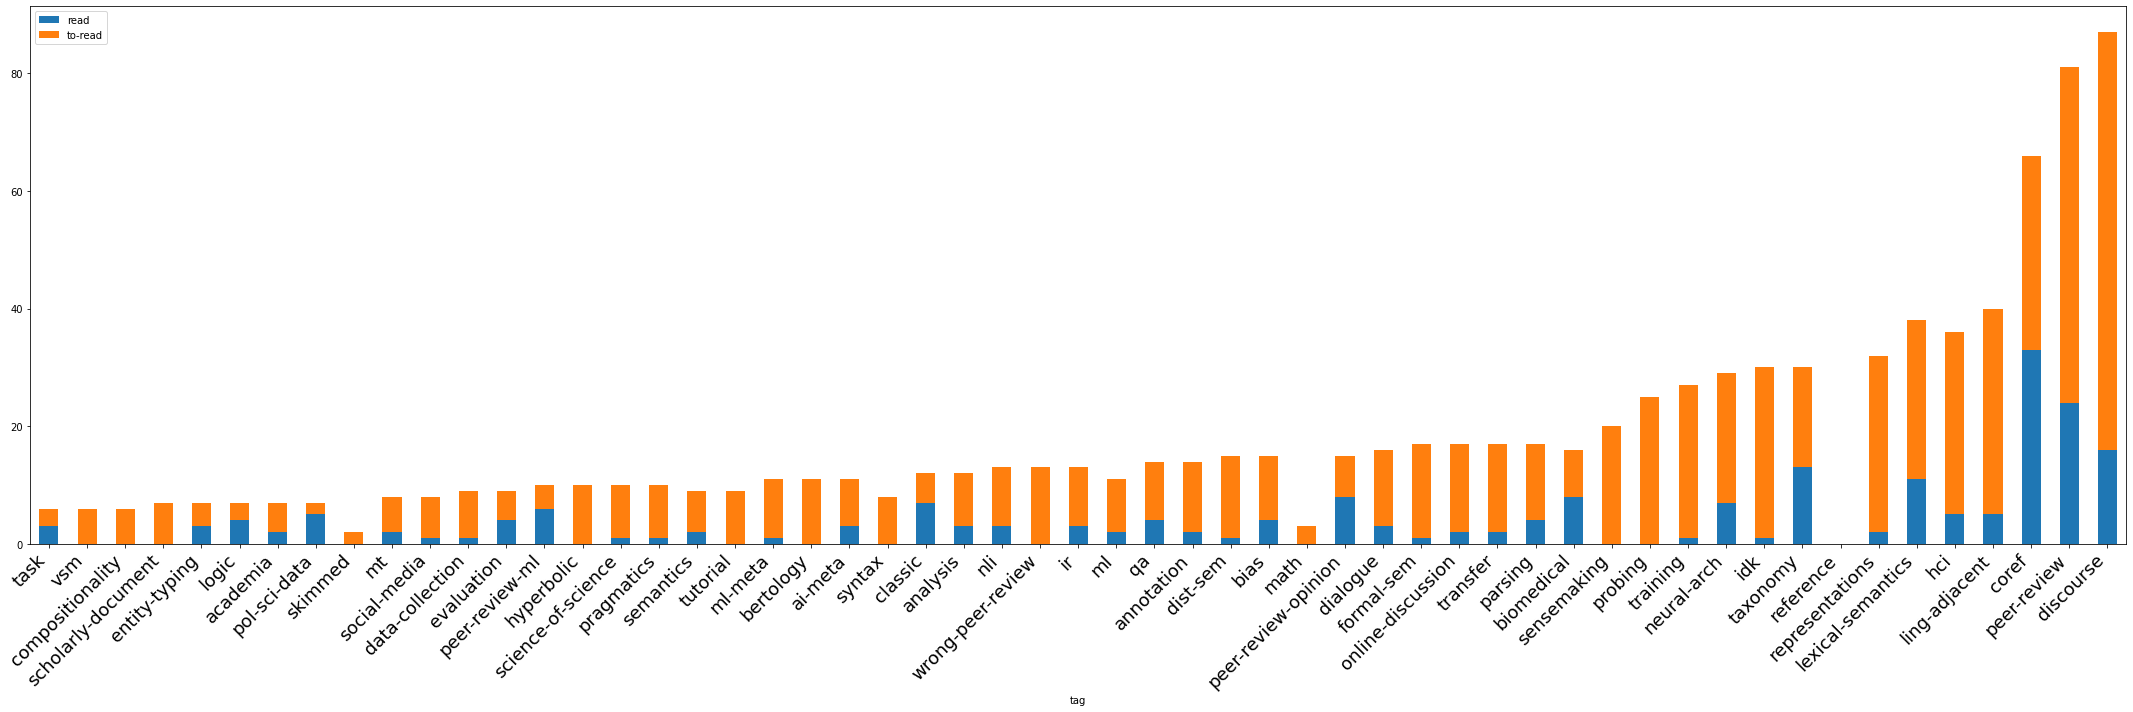 read
to-read
80
60
40
20
0
task
vsm
compositionality
scholarly-document
entity-typing
logic
academia
pol-sci-data
skimmed
mt
social-media
data-collection
evaluation
peer-review-ml
hyperbolic
science-of-science
pragmatics
semantics
tutorial
ml-meta
bertology
ai-meta
syntax
classic
analysis
nli
wrong-peer-review
ir
ml
qa
annotation
dist-sem
bias
math
peer-review-opinion
dialogue
formal-sem
online-discussion
transfer
parsing
biomedical
sensemaking
probing
training
neural-arch
idk
taxonomy
reference
representations
lexical-semantics
hci
ling-adjacent
coref
peer-review
discourse
tag